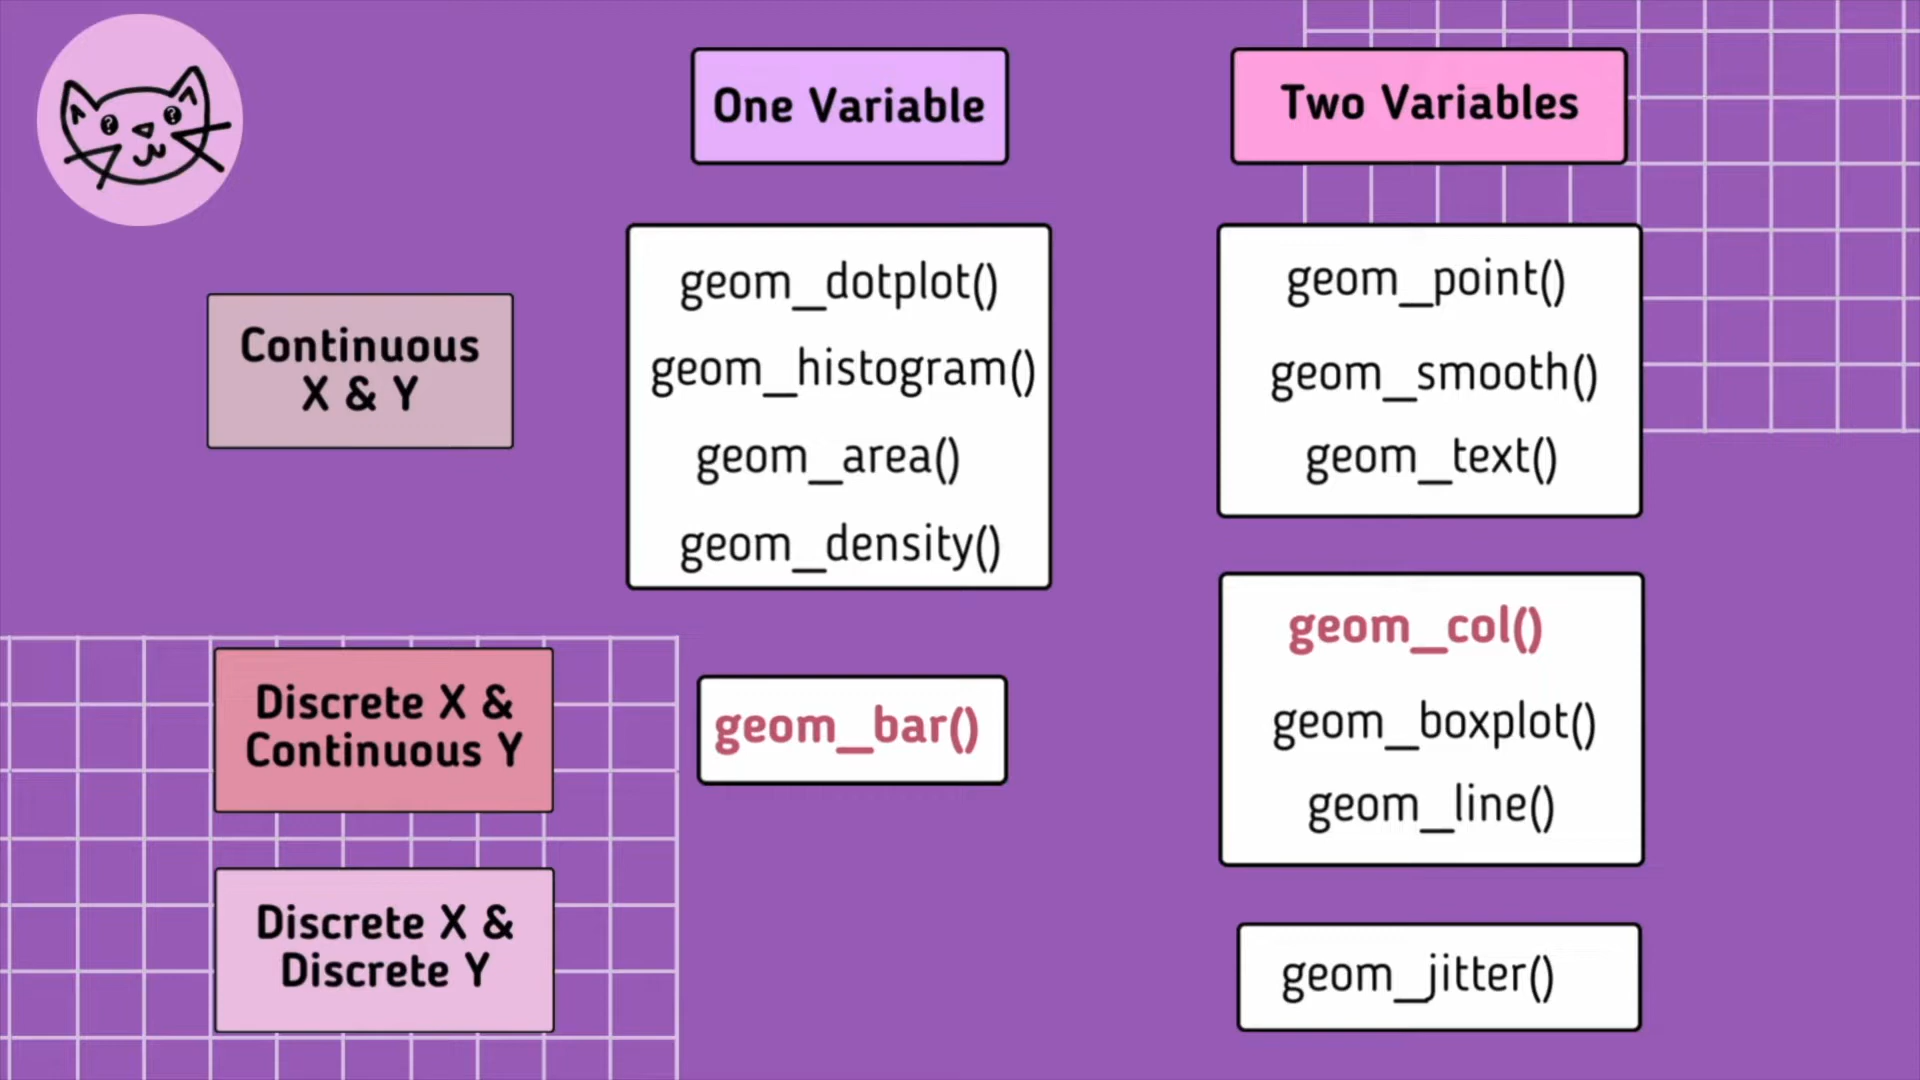 One Variable
Two Variables
Continuous
X & Y
geom_dotplot()
geom_histogram()
geom_area()
geom_density()
geom_point()
geom_smooth()
geom_text()
Discrete X &
Continuous Y
geom_bar()
geom_col()
geom_boxplot()
geom_line()
Discrete X &
Discrete Y
geom_jitter()